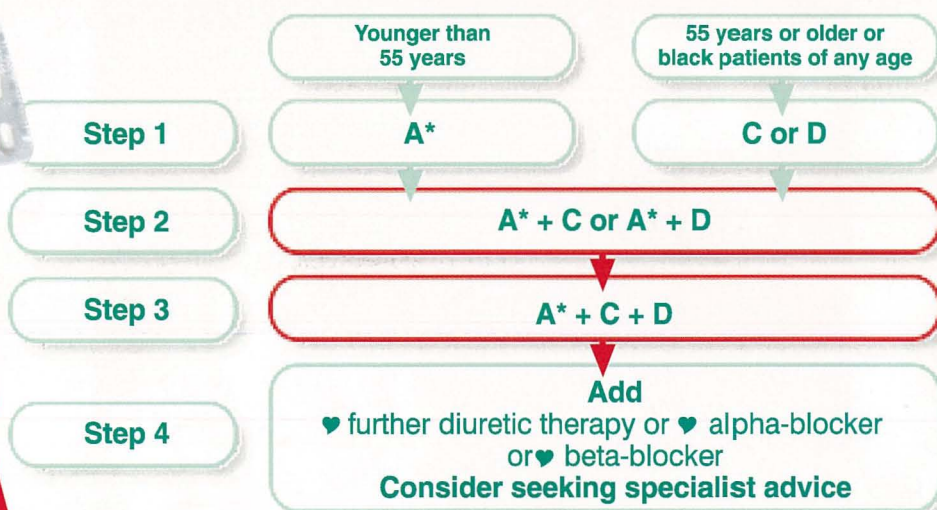 Younger than
55 years
55 years or older or
black patients of any age
Step 1
A*
C or D
Step 2
A* + C or A* + D
Step 3
A* + C + D
Step 4
Add
♥ further diuretic therapy or ♥ alpha-blocker
or♥ beta-blocker
Consider seeking specialist advice